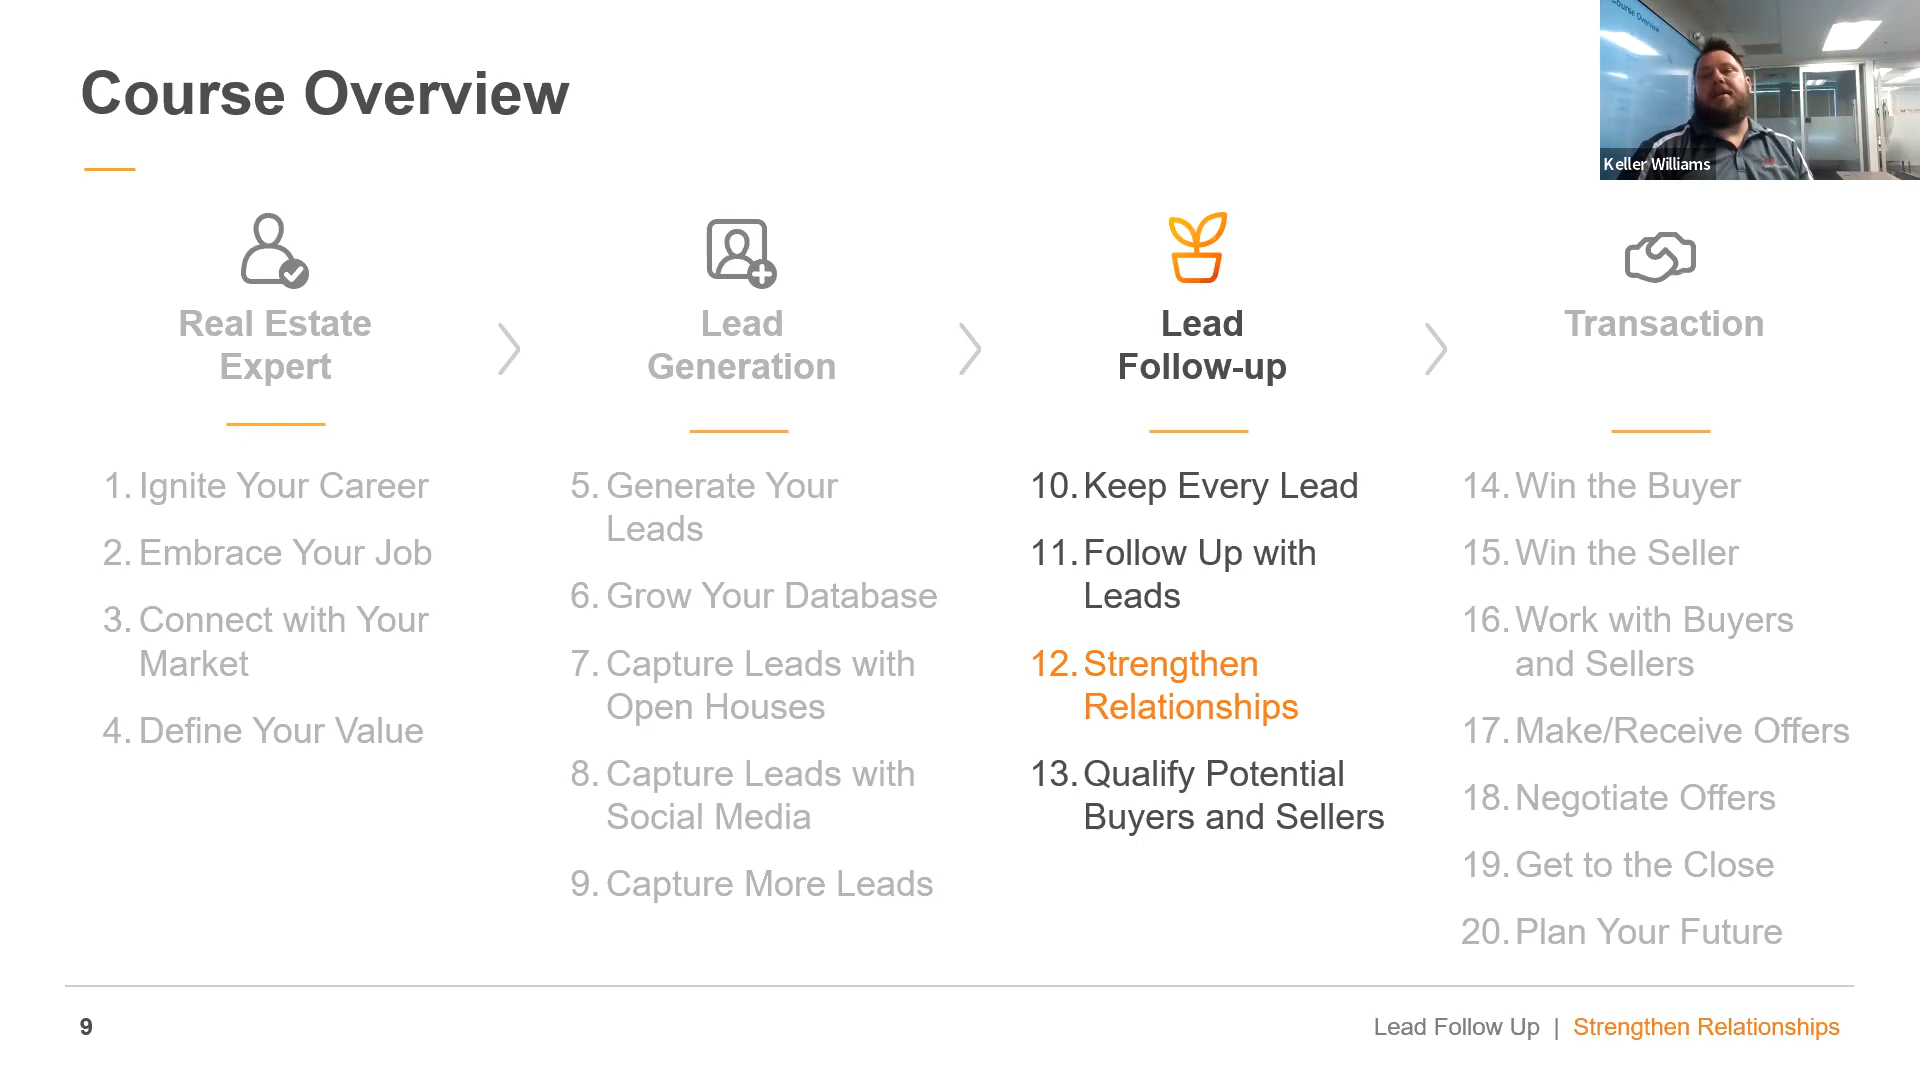 Course Overview
Course Overview
Keller Williams
Real Estate
Expert
1. Ignite Your Career
2. Embrace Your Job
3. Connect with Your
Market
4. Define Your Value
Lead
Generation
5. Generate Your
Leads
6. Grow Your Database
7. Capture Leads with
Open Houses
8. Capture Leads with
Social Media
9. Capture More Leads
Lead
Follow-up
10. Keep Every Lead
11. Follow Up with
Leads
12. Strengthen
Relationships
13. Qualify Potential
Buyers and Sellers
Transaction
14. Win the Buyer
15. Win the Seller
16. Work with Buyers
and Sellers
17. Make/Receive Offers
18. Negotiate Offers
19. Get to the Close
20. Plan Your Future
9
Lead Follow Up | Strengthen Relationships